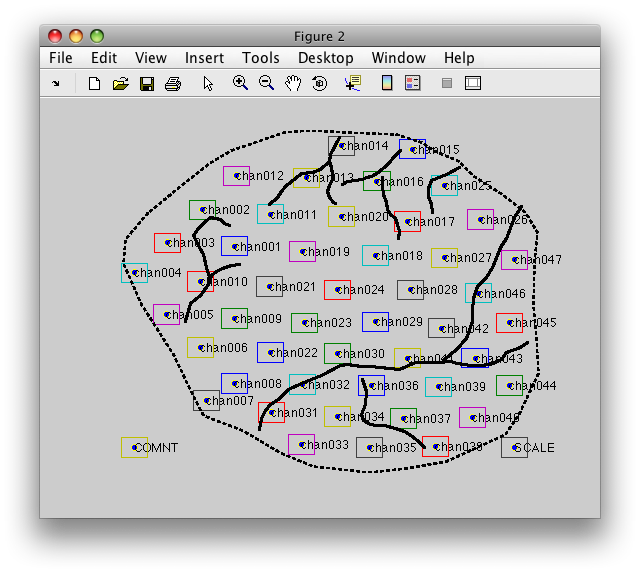 Figure 2
File Edit View Insert Tools Desktop Window Help
chan014
chan015
chan012
chan013
chan016
chan025
chan002
chan011
chan020
chan017
chan026
chan003
chan001
chan019
chan018
chan027
chan047
chan004
chan010
chan021
chan024
chan028
chan046
chan005
chan009
chan023
chan029
chan042
chan045
chan006
chan022
chan030
chan043
chan008
chan032
chan036
chan039
chan044
chan007
chan031
chan034
chan037
chan040
COMNT
chan033
chan035
chan038
SCALE